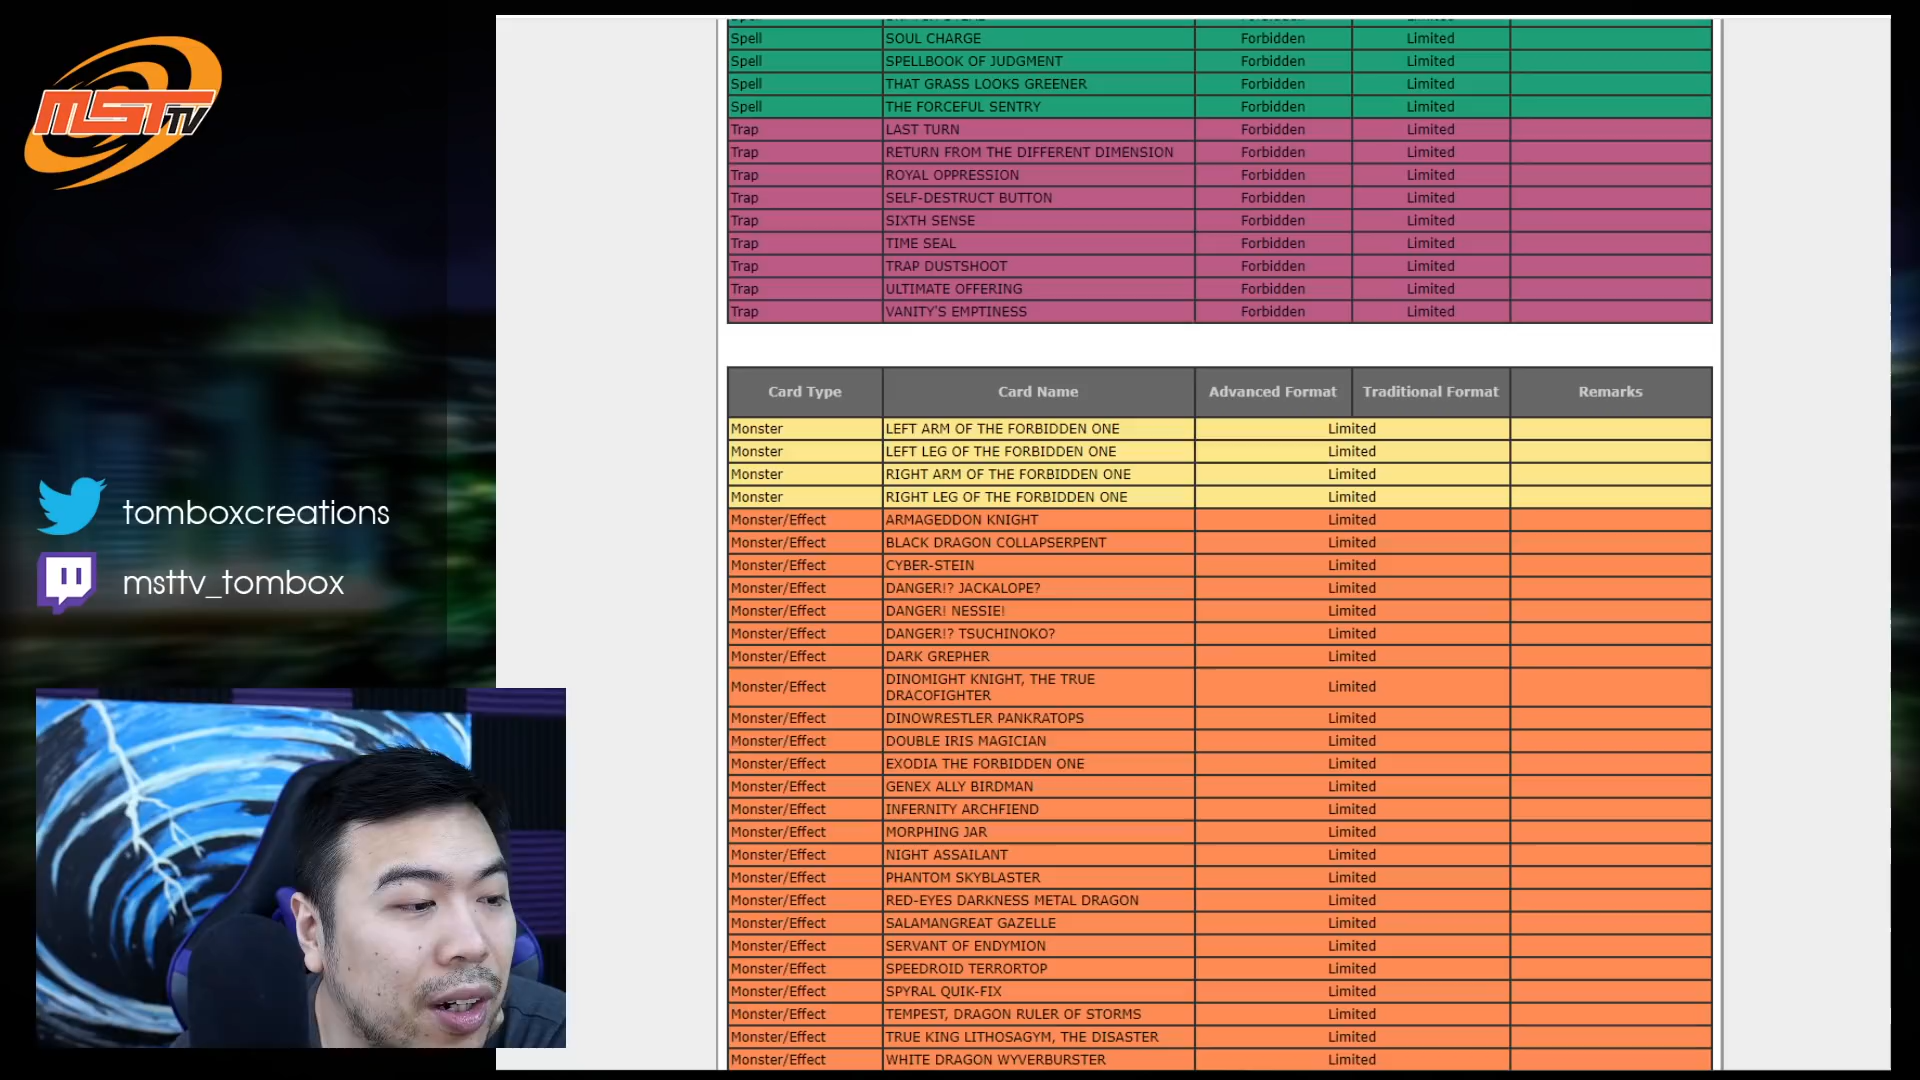 MST TV
tomboxcreations
msttv_tombox
Spell SOUL CHARGE Forbidden Limited
Spell SPELLBOOK OF JUDGMENT Forbidden Limited
Spell THAT GRASS LOOKS GREENER Forbidden Limited
Spell THE FORCEFUL SENTRY Forbidden Limited
Trap LAST TURN Forbidden Limited
Trap RETURN FROM THE DIFFERENT DIMENSION Forbidden Limited
Trap ROYAL OPPRESSION Forbidden Limited
Trap SELF-DESTRUCT BUTTON Forbidden Limited
Trap SIXTH SENSE Forbidden Limited
Trap TIME SEAL Forbidden Limited
Trap TRAP DUSTSHOOT Forbidden Limited
Trap ULTIMATE OFFERING Forbidden Limited
Trap VANITY'S EMPTINESS Forbidden Limited
Card Type Card Name Advanced Format Traditional Format Remarks
Monster LEFT ARM OF THE FORBIDDEN ONE Limited
Monster LEFT LEG OF THE FORBIDDEN ONE Limited
Monster RIGHT ARM OF THE FORBIDDEN ONE Limited
Monster RIGHT LEG OF THE FORBIDDEN ONE Limited
Monster/Effect ARMAGEDDON KNIGHT Limited
Monster/Effect BLACK DRAGON COLLAPSERPENT Limited
Monster/Effect CYBER-STEIN Limited
Monster/Effect DANGER!? JACKALOPE? Limited
Monster/Effect DANGER! NESSIE! Limited
Monster/Effect DANGER!? TSUCHINOKO? Limited
Monster/Effect DARK GREPHER Limited
Monster/Effect DINOMIGHT KNIGHT, THE TRUE
DRACOFIGHTER Limited
Monster/Effect DINOWRESTLER PANKRATOPS Limited
Monster/Effect DOUBLE IRIS MAGICIAN Limited
Monster/Effect EXODIA THE FORBIDDEN ONE Limited
Monster/Effect GENEX ALLY BIRDMAN Limited
Monster/Effect INFERNITY ARCHFIEND Limited
Monster/Effect MORPHING JAR Limited
Monster/Effect NIGHT ASSAILANT Limited
Monster/Effect PHANTOM SKYBLASTER Limited
Monster/Effect RED-EYES DARKNESS METAL DRAGON Limited
Monster/Effect SALAMANGREAT GAZELLE Limited
Monster/Effect SERVANT OF ENDYMION Limited
Monster/Effect SPEEDROID TERRORTOP Limited
Monster/Effect SPYRAL QUIK-FIX Limited
Monster/Effect TEMPEST, DRAGON RULER OF STORMS Limited
Monster/Effect TRUE KING LITHOSAGYM, THE DISASTER Limited
Monster/Effect WHITE DRAGON WYVERBURSTER Limited